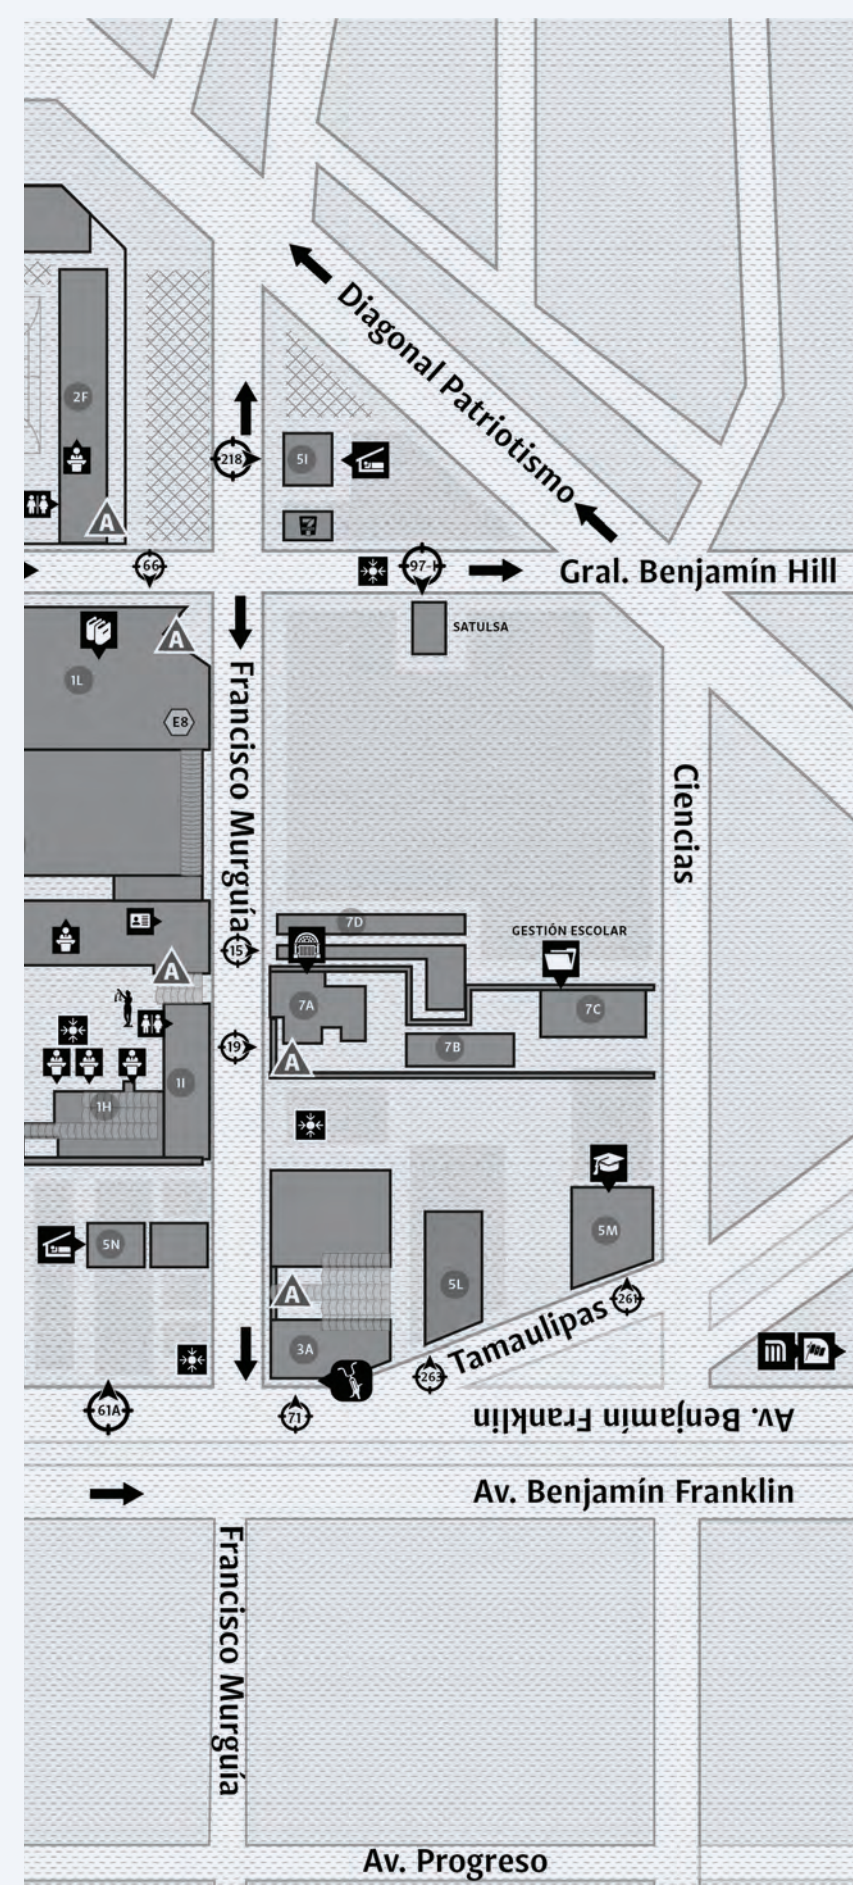 Diagonal Patriotismo
2F
218
5I
A
66
97-I
Gral. Benjamín Hill
SATULSA
A
1L
E8
Francisco Murguía
Ciencias
7D
GESTIÓN ESCOLAR
15
A
7A
7C
19
7B
A
1I
1H
5N
5M
5L
A
261
Tamaulipas
3A
263
61A
71
Av. Benjamín Franklin
Av. Benjamín Franklin
Francisco Murguía
Av. Progreso